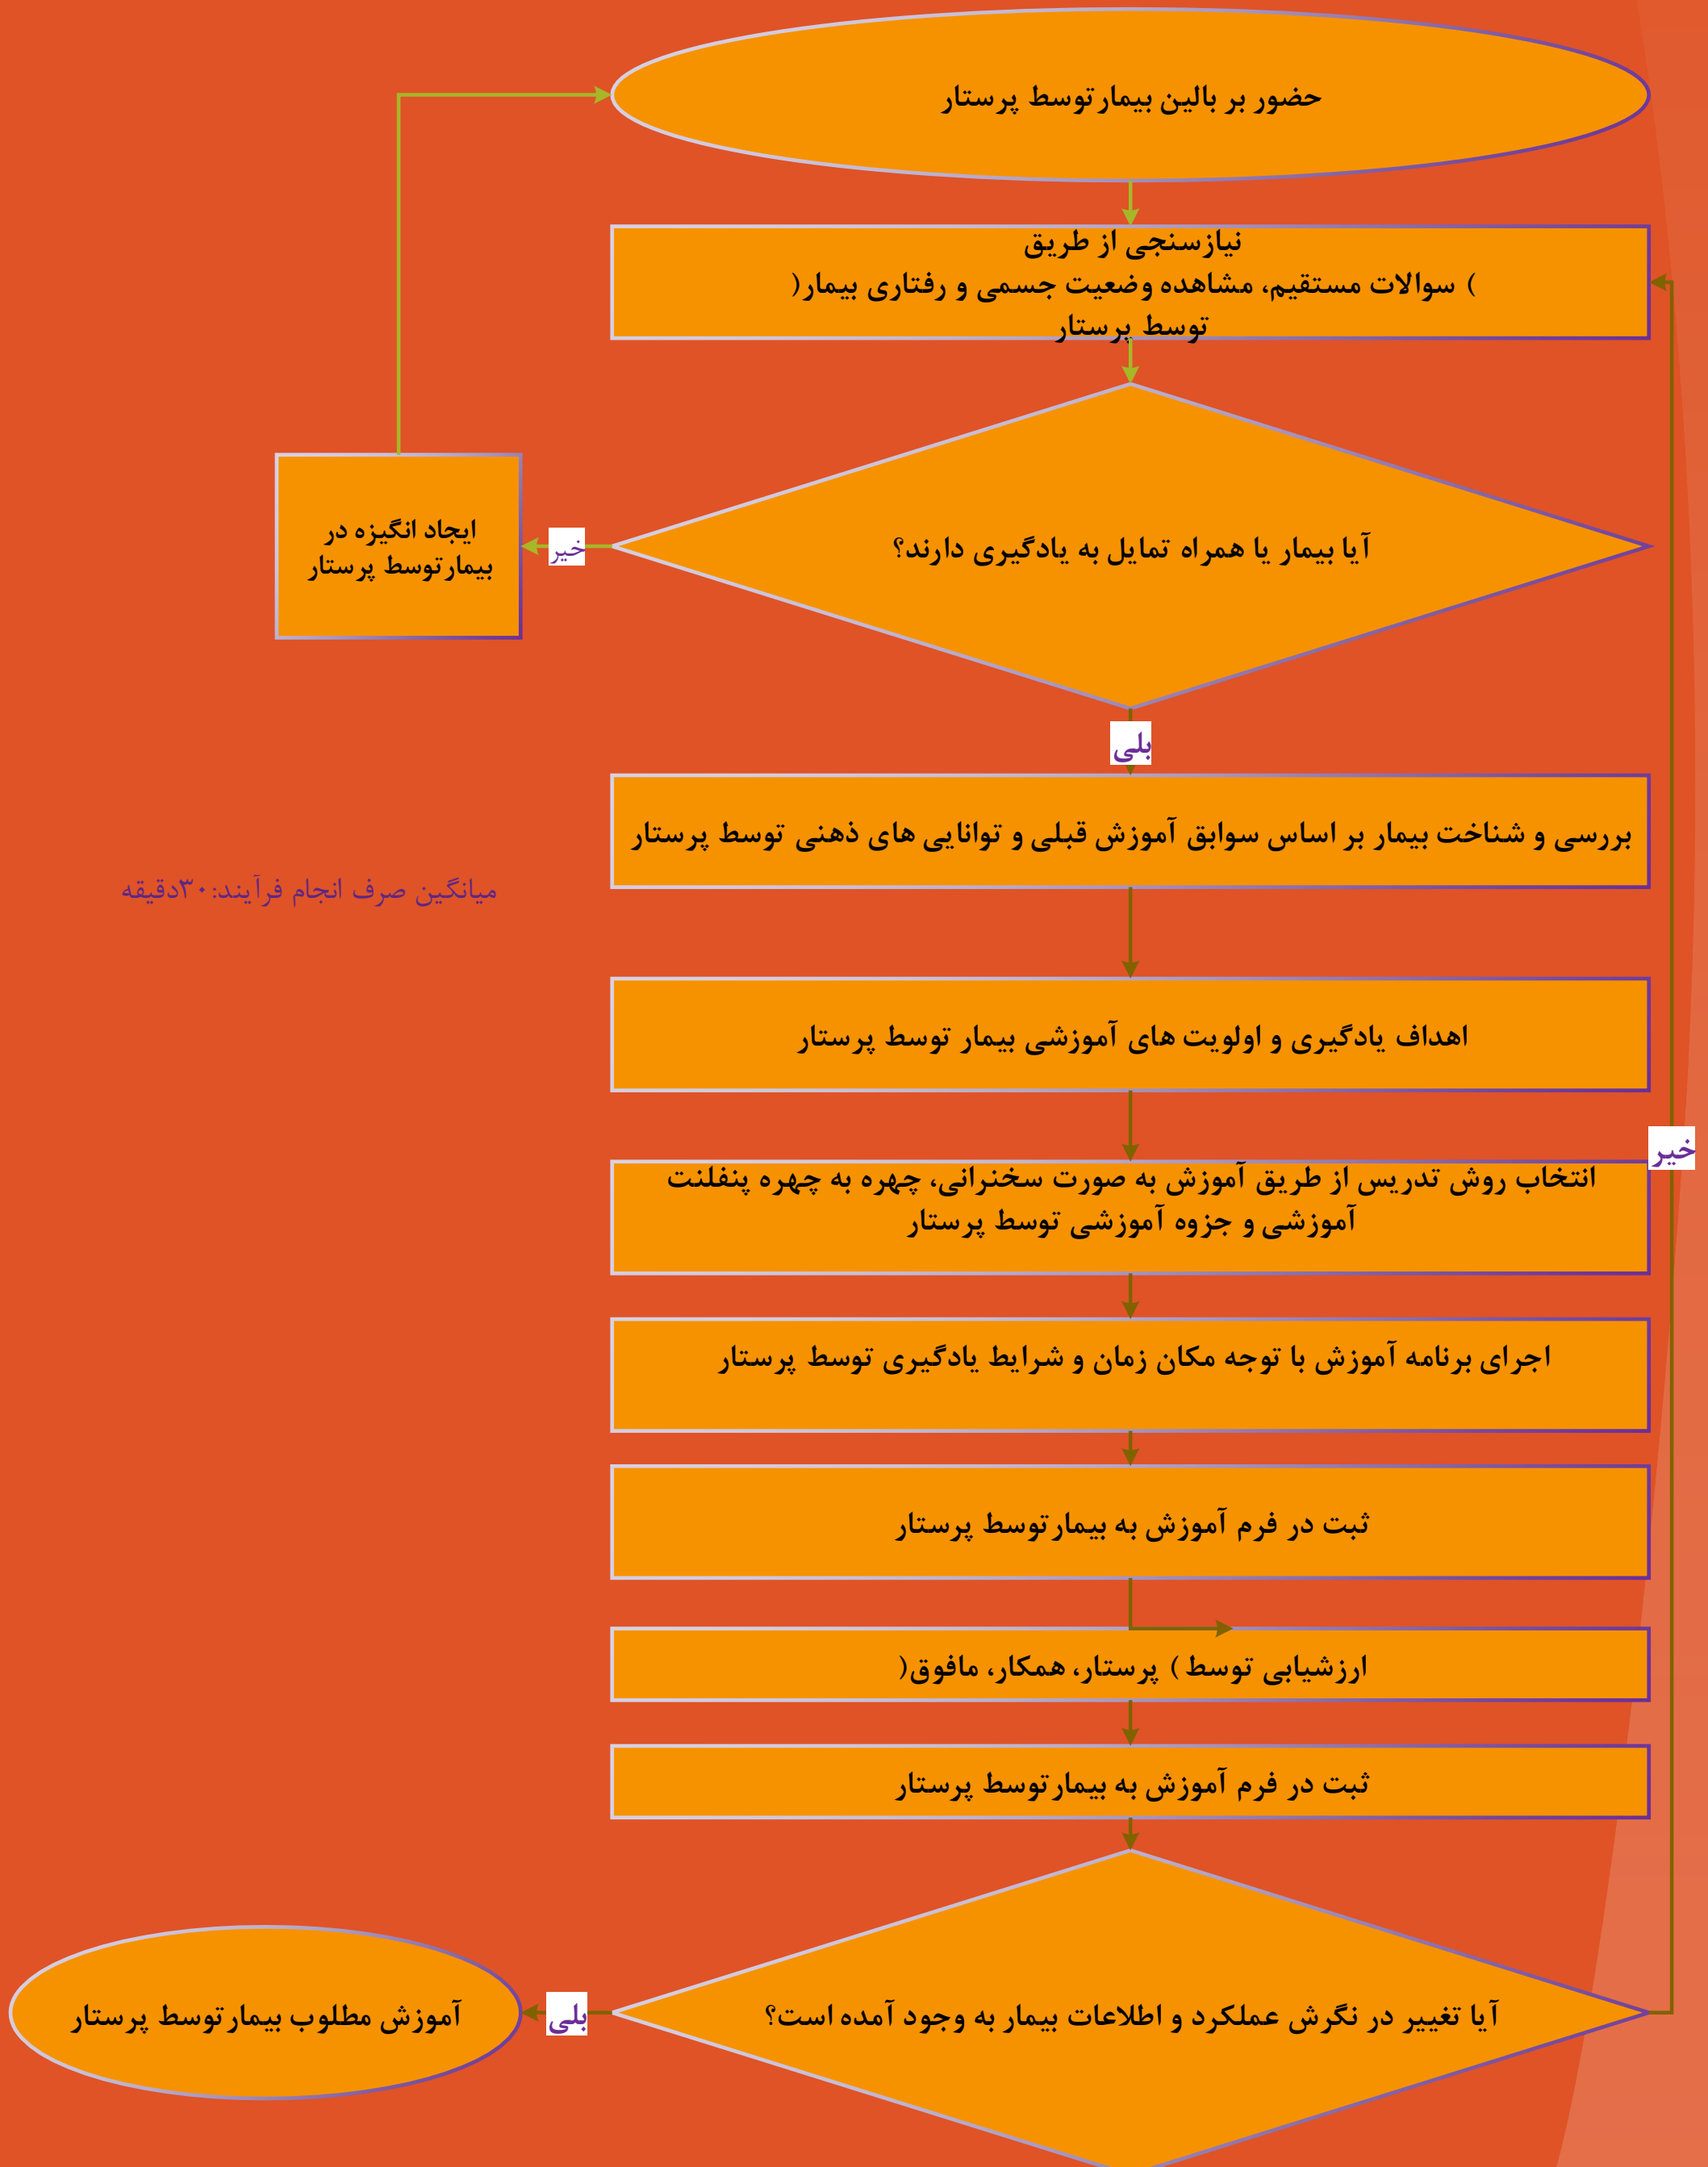 حضور بر بالین بیمارتوسط پرستار
نیازسنجی از طریق
) سوالات مستقیم، مشاهده وضعیت جسمی و رفتاری بیمار(
توسط پرستار
آیا بیمار یا همراه تمایل به یادگیری دارند؟
خیر
ایجاد انگیزه در
بیمارتوسط پرستار
بلی
بررسی و شناخت بیمار بر اساس سوابق آموزش قبلی و توانایی های ذهنی توسط پرستار
میانگین صرف انجام فرآیند:۳۰دقیقه
اهداف یادگیری و اولویت های آموزشی بیمار توسط پرستار
خیر
انتخاب روش تدریس از طریق آموزش به صورت سخنرانی، چهره به چهره پنفلنت
آموزشی و جزوه آموزشی توسط پرستار
اجرای برنامه آموزش با توجه مکان زمان و شرایط یادگیری توسط پرستار
ثبت در فرم آموزش به بیمارتوسط پرستار
ارزشیابی توسط ) پرستار، همکار، مافوق(
ثبت در فرم آموزش به بیمارتوسط پرستار
آیا تغییر در نگرش عملکرد و اطلاعات بیمار به وجود آمده است؟
بلی
آموزش مطلوب بیمارتوسط پرستار